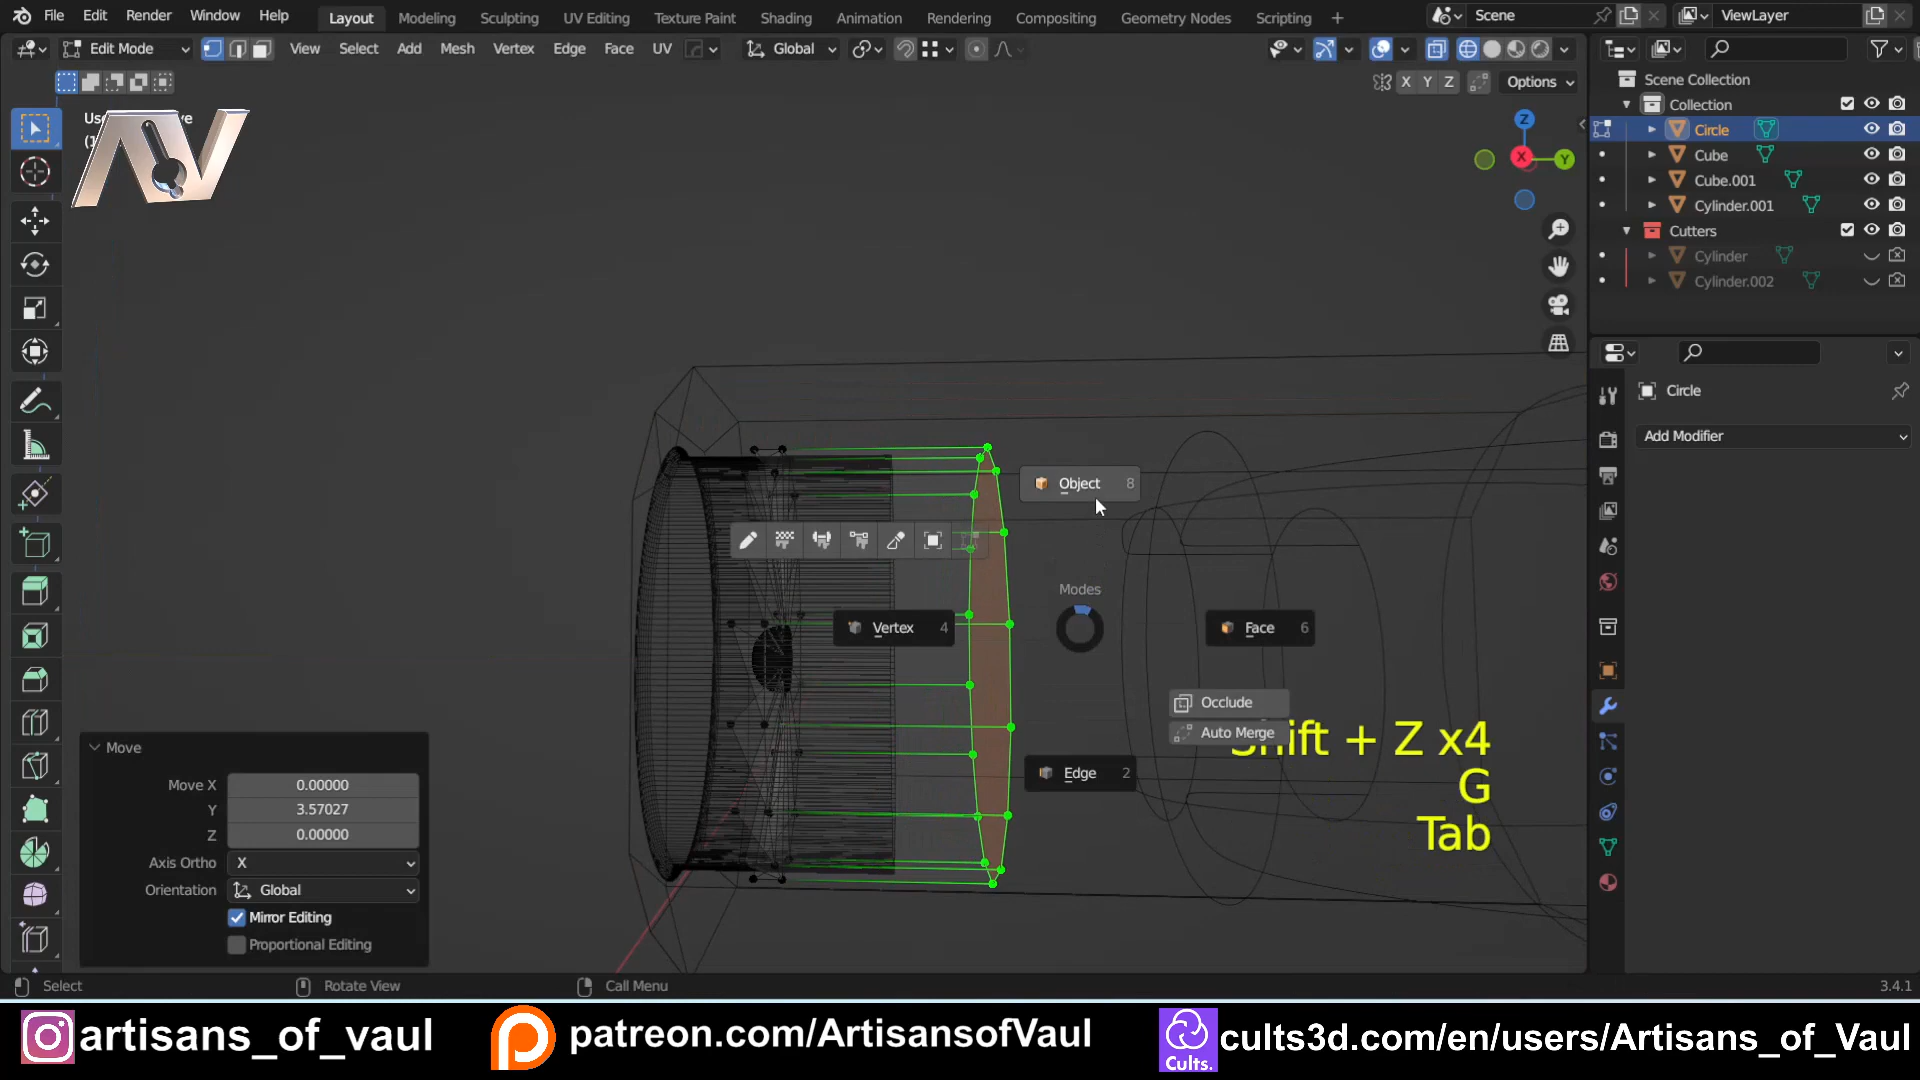 File Edit Render Window Help Layout Modeling Sculpting UV Editing Texture Paint Shading Animation Rendering Compositing Geometry Nodes Scripting + Scene ViewLayer
Edit Mode View Select Add Mesh Vertex Edge Face UV Global
X Y Z Options
Scene Collection
Collection
Circle
Cube
Cube.001
Cylinder.001
Cutters
Cylinder
Cylinder.002
Z
X
Y
AV
Circle
Add Modifier
Object 8
Modes
Vertex 4
Face 6
Occlude
Auto Merge
Edge 2
Shift + Z x4
G
Tab
Move
Move X 0.00000
Y 3.57027
Z 0.00000
Axis Ortho X
Orientation Global
Mirror Editing
Proportional Editing
Select Rotate View Call Menu 3.4.1
artisans_of_vaul patreon.com/ArtisansofVaul Cults. cults3d.com/en/users/Artisans_of_Vaul